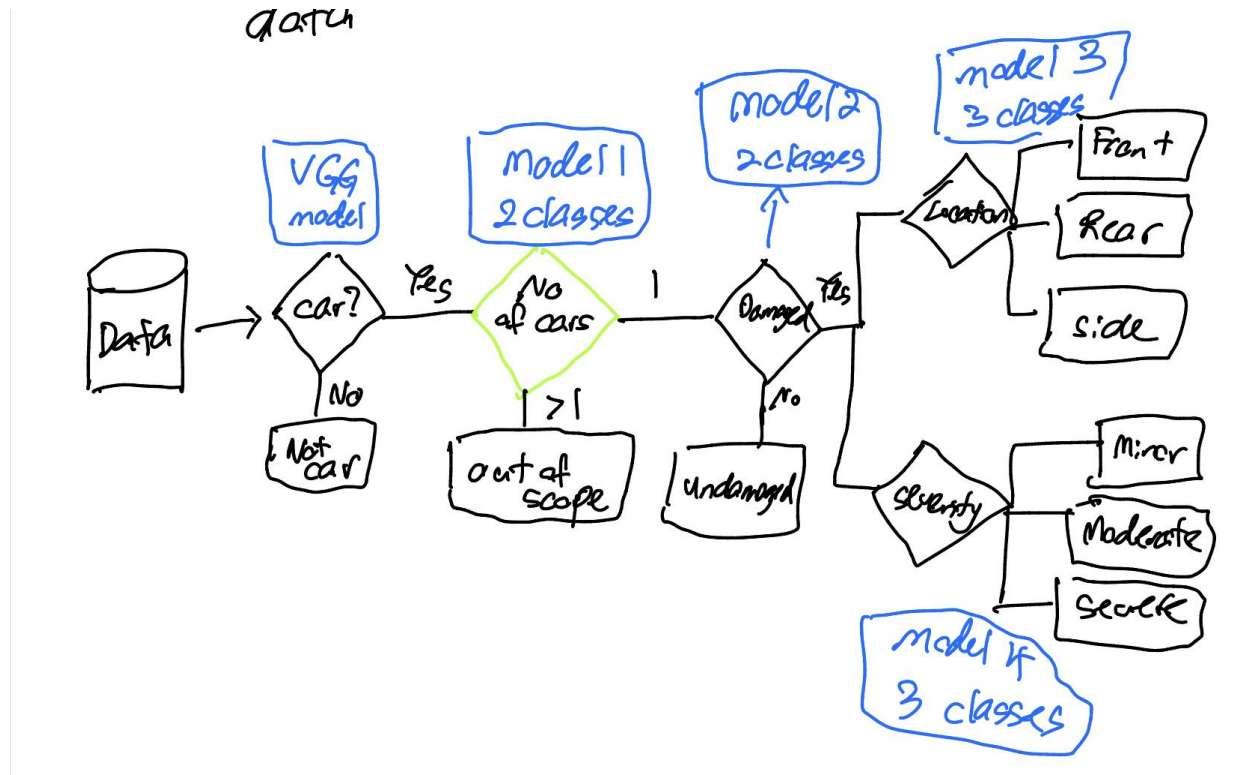 VGG
model
Model 1
2 classes
model 2
2 classes
model 3
3 classes
Data
car?
Yes
No
Not
car
No
of cars
1
>1
out of
scope
Damaged
Yes
No
undamaged
Location
Front
Rear
side
severity
Minor
Moderate
model 4
3 classes